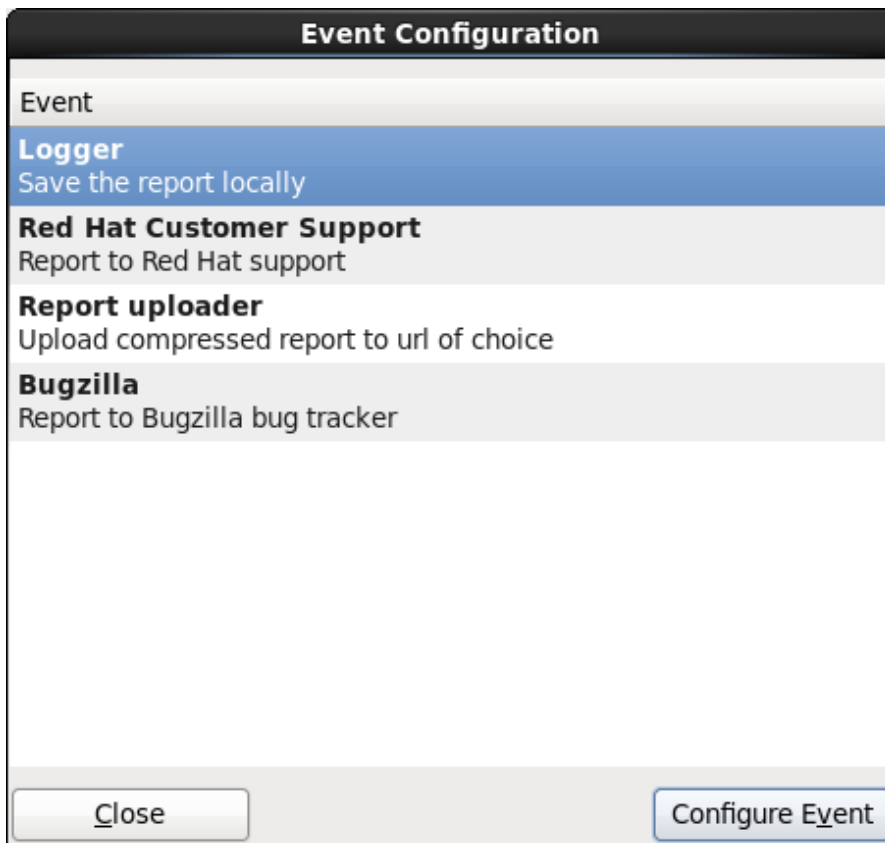 Event Configuration
Event
Logger
Save the report locally
Red Hat Customer Support
Report to Red Hat support
Report uploader
Upload compressed report to url of choice
Bugzilla
Report to Bugzilla bug tracker
Close
Configure Event